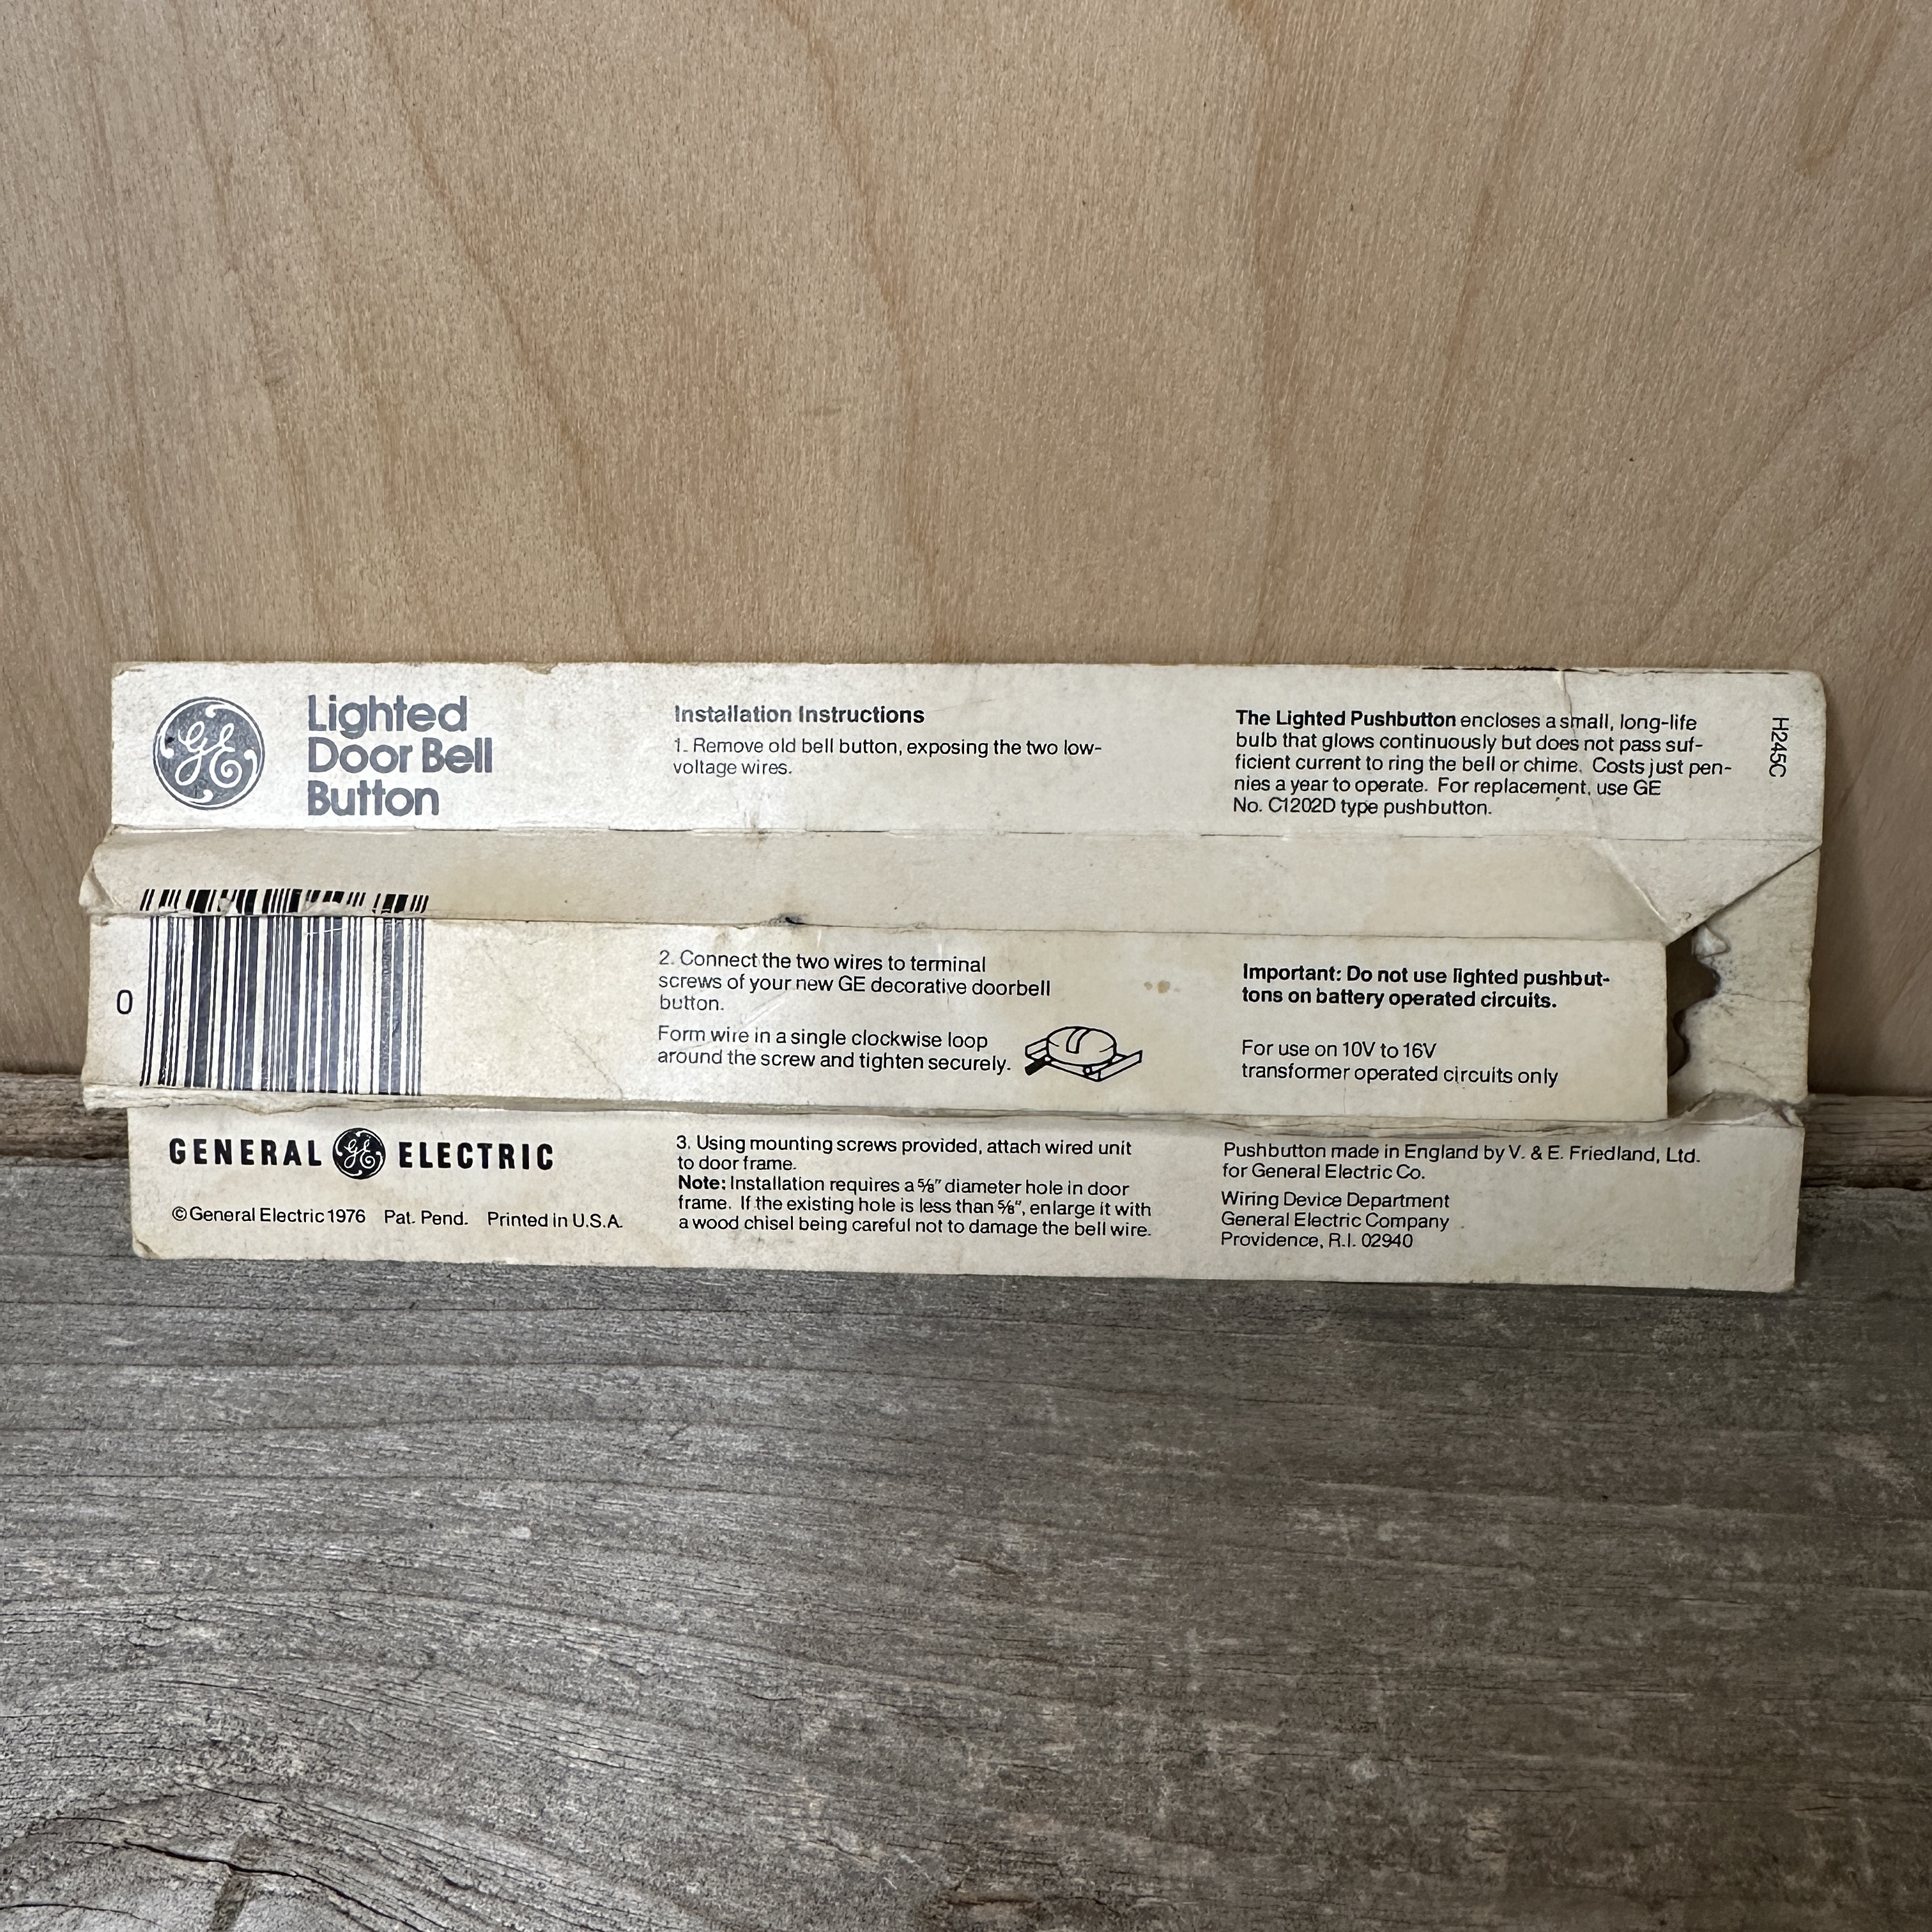 GE
Lighted
Door Bell
Button
Installation Instructions
1. Remove old bell button, exposing the two low-
voltage wires.
The Lighted Pushbutton encloses a small, long-life
bulb that glows continuously but does not pass suf-
ficient current to ring the bell or chime. Costs just pen-
nies a year to operate. For replacement, use GE
No. C1202D type pushbutton.
H245C
0
2. Connect the two wires to terminal
screws of your new GE decorative doorbell
button.
Form wire in a single clockwise loop
around the screw and tighten securely.
Important: Do not use lighted pushbut-
tons on battery operated circuits.
For use on 10V to 16V
transformer operated circuits only
GENERAL GE ELECTRIC
© General Electric 1976 Pat. Pend. Printed in U.S.A.
3. Using mounting screws provided, attach wired unit
to door frame.
Note: Installation requires a 5/8" diameter hole in door
frame. If the existing hole is less than 5/8", enlarge it with
a wood chisel being careful not to damage the bell wire.
Pushbutton made in England by V. & E. Friedland, Ltd.
for General Electric Co.
Wiring Device Department
General Electric Company
Providence, R.I. 02940